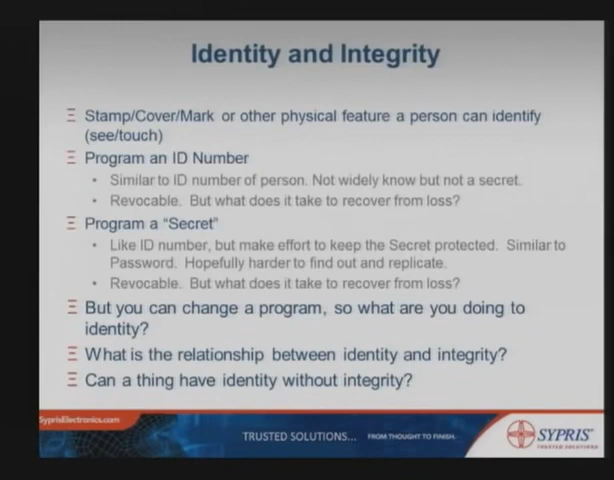 Identity and Integrity
Stamp/Cover/Mark or other physical feature a person can identify
(see/touch)
Program an ID Number
• Similar to ID number of person. Not widely know but not a secret.
• Revocable. But what does it take to recover from loss?
Program a “Secret”
• Like ID number, but make effort to keep the Secret protected. Similar to
Password. Hopefully harder to find out and replicate.
• Revocable. But what does it take to recover from loss?
But you can change a program, so what are you doing to
identity?
What is the relationship between identity and integrity?
Can a thing have identity without integrity?
SyprisElectronics.com
TRUSTED SOLUTIONS... FROM THOUGHT TO FINISH.
SYPRIS
TRUSTED SOLUTIONS